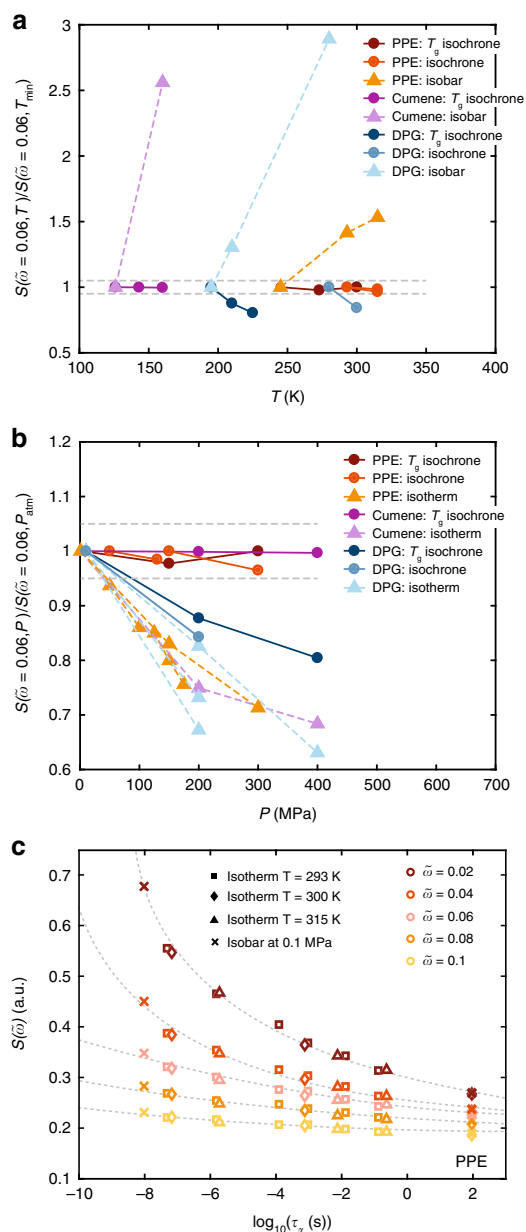 a
S(ω̃ = 0.06, T)/S(ω̃ = 0.06, T_min)
3
2.5
2
1.5
1
0.5
100 150 200 250 300 350 400
T (K)
PPE: T_g isochrone
PPE: isochrone
PPE: isobar
Cumene: T_g isochrone
Cumene: isobar
DPG: T_g isochrone
DPG: isochrone
DPG: isobar
b
S(ω̃ = 0.06, P)/S(ω̃ = 0.06, P_atm)
1.2
1.1
1
0.9
0.8
0.7
0.6
0 100 200 300 400 500 600 700
P (MPa)
PPE: T_g isochrone
PPE: isochrone
PPE: isotherm
Cumene: T_g isochrone
Cumene: isotherm
DPG: T_g isochrone
DPG: isochrone
DPG: isotherm
c
S(ω̃) (a.u.)
0.7
0.6
0.5
0.4
0.3
0.2
0.1
−10 −8 −6 −4 −2 0 2
log₁₀(τ_α (s))
Isotherm T = 293 K
Isotherm T = 300 K
Isotherm T = 315 K
Isobar at 0.1 MPa
ω̃ = 0.02
ω̃ = 0.04
ω̃ = 0.06
ω̃ = 0.08
ω̃ = 0.1
PPE